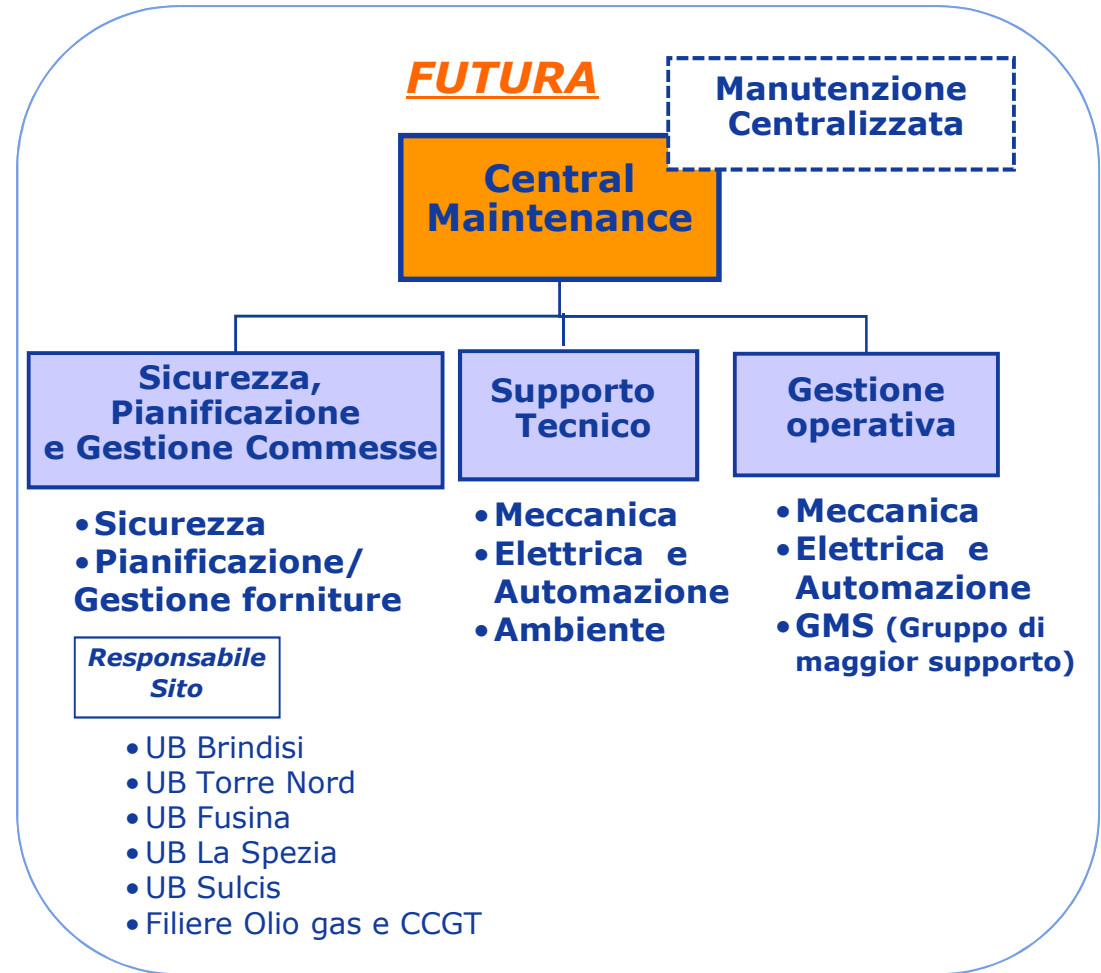 FUTURA
Manutenzione
Centralizzata
Central
Maintenance
Sicurezza,
Pianificazione
e Gestione Commesse
•Sicurezza
•Pianificazione/
Gestione forniture
Responsabile
Sito
•UB Brindisi
•UB Torre Nord
•UB Fusina
•UB La Spezia
•UB Sulcis
•Filiere Olio gas e CCGT
Supporto
Tecnico
•Meccanica
•Elettrica e
Automazione
•Ambiente
Gestione
operativa
•Meccanica
•Elettrica e
Automazione
•GMS (Gruppo di
maggior supporto)